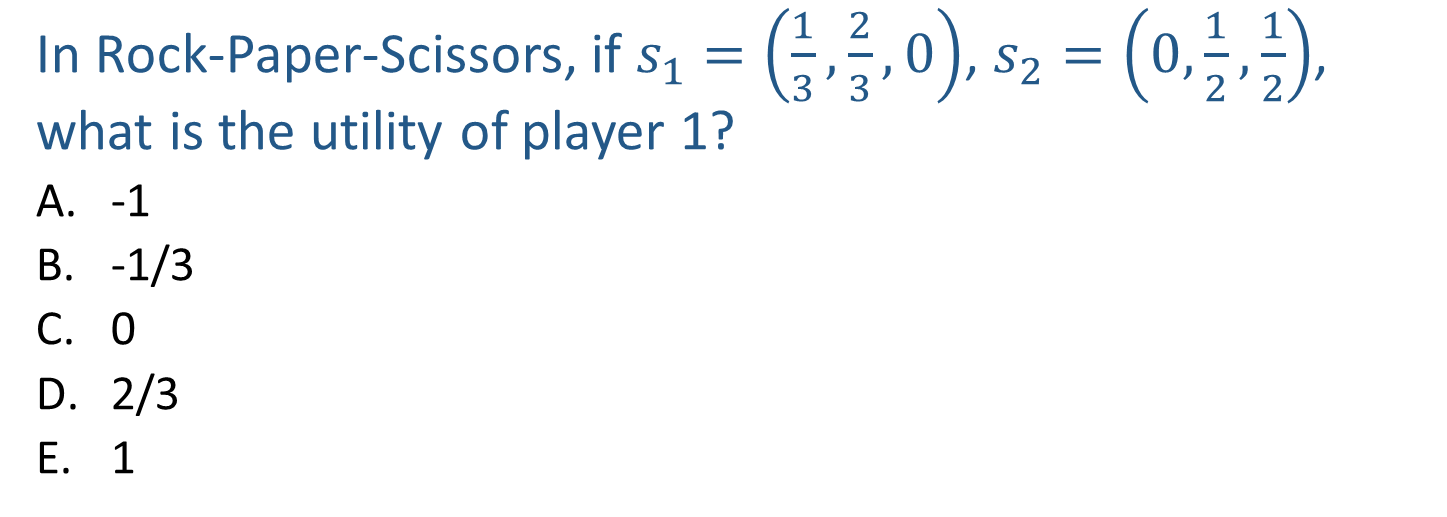 In Rock-Paper-Scissors, if s₁ = (1/3, 2/3, 0), s₂ = (0, 1/2, 1/2),
what is the utility of player 1?
A. -1
B. -1/3
C. 0
D. 2/3
E. 1